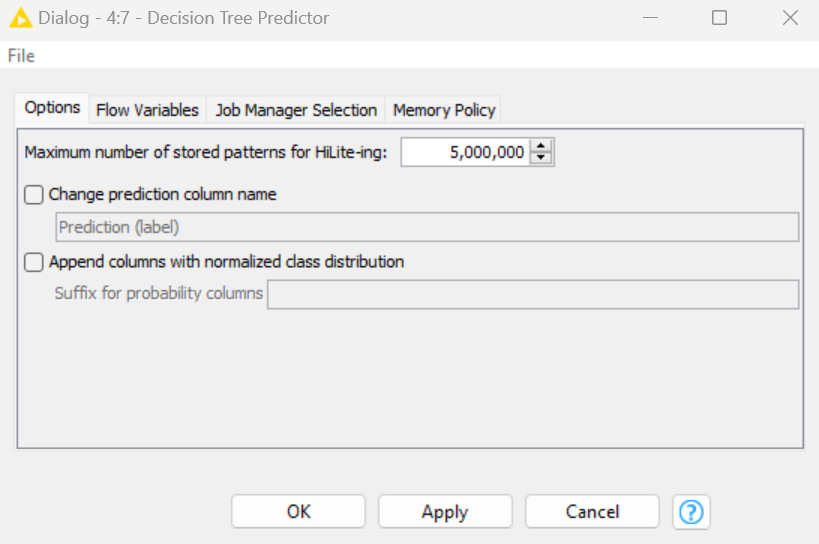 Dialog - 4:7 - Decision Tree Predictor
File
Options Flow Variables Job Manager Selection Memory Policy
Maximum number of stored patterns for HiLite-ing: 5,000,000
Change prediction column name
Prediction (label)
Append columns with normalized class distribution
Suffix for probability columns
OK Apply Cancel ?